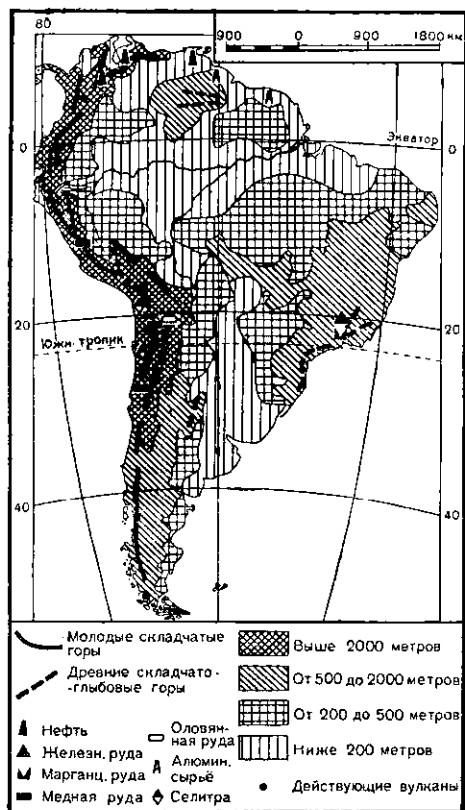 80
900 0 900 1800 км
Экватор
0 0
20 20
Южн. тропик
40 40
Молодые складчатые
горы
Древние складчато-
-глыбовые горы
Нефть
Железн. руда
Марганц. руда
Медная руда
Оловян-
ная руда
Алюмин.
сырьё
Селитра
Выше 2000 метров
От 500 до 2000 метров
От 200 до 500 метров
Ниже 200 метров
Действующие вулканы